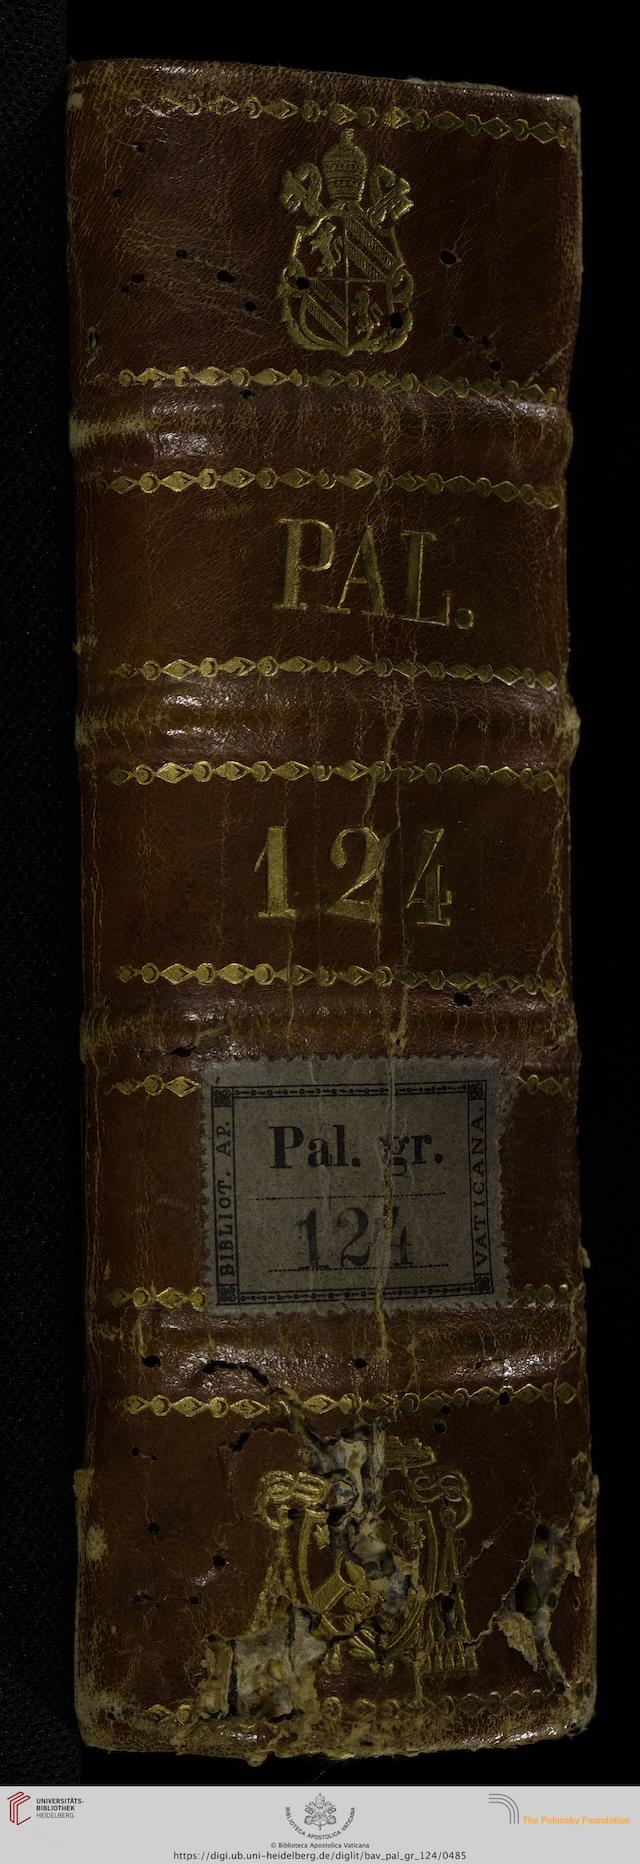 PAL.
124
BIBLIOT. AP.
Pal. gr.
124
VATICANA.
UNIVERSITÄTS-
BIBLIOTHEK
HEIDELBERG
BIBLIOTECA APOSTOLICA VATICANA
The Polonsky Foundation
© Biblioteca Apostolica Vaticana
https://digi.ub.uni-heidelberg.de/diglit/bav_pal_gr_124/0485